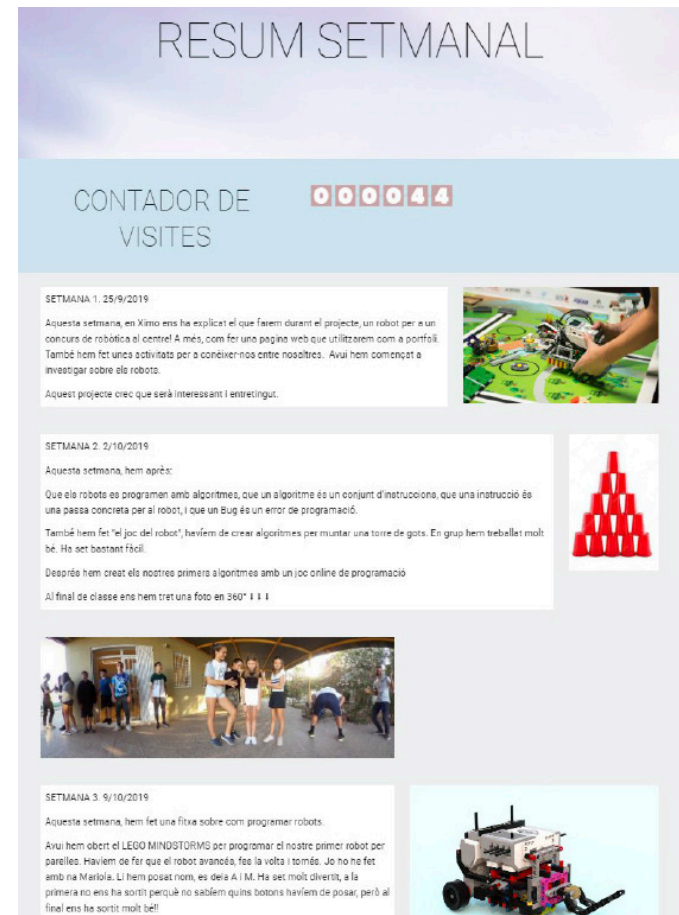 RESUM SETMANAL
CONTADOR DE
VISITES
000044
SETMANA 1. 25/9/2019
Aquesta setmana, en Ximo ens ha explicat el que farem durant el projecte, un robot per a un
concurs de robòtica al centre! A més, com fer una pagina web que utilitzarem com a portfoli.
També hem fet unes activitats per a conèixer-nos entre nosaltres. Avui hem començat a
investigar sobre els robots.
Aquest projecte crec que serà interessant i entretingut.
SETMANA 2. 2/10/2019
Aquesta setmana, hem après:
Que els robots es programen amb algoritmes, que un algoritme és un conjunt d'instruccions, que una instrucció és
una passa concreta per al robot, i que un Bug és un error de programació.
També hem fet "el joc del robot", havíem de crear algoritmes per muntar una torre de gots. En grup hem treballat molt
bé. Ha set bastant fàcil.
Després hem creat els nostres primers algoritmes amb un joc online de programació
Al final de classe ens hem tret una foto en 360° ⬇⬇⬇
SETMANA 3. 9/10/2019
Aquesta setmana, hem fet una fitxa sobre com programar robots.
Avui hem obert el LEGO MINDSTORMS per programar el nostre primer robot per
parelles. Havíem de fer que el robot avancés, fes la volta i tornés. Jo ho he fet
amb na Mariola. Li hem posat nom, es deia A i M. Ha set molt divertit, a la
primera no ens ha sortit perquè no sabíem quins botons havíem de posar, però al
final ens ha sortit molt bé!!